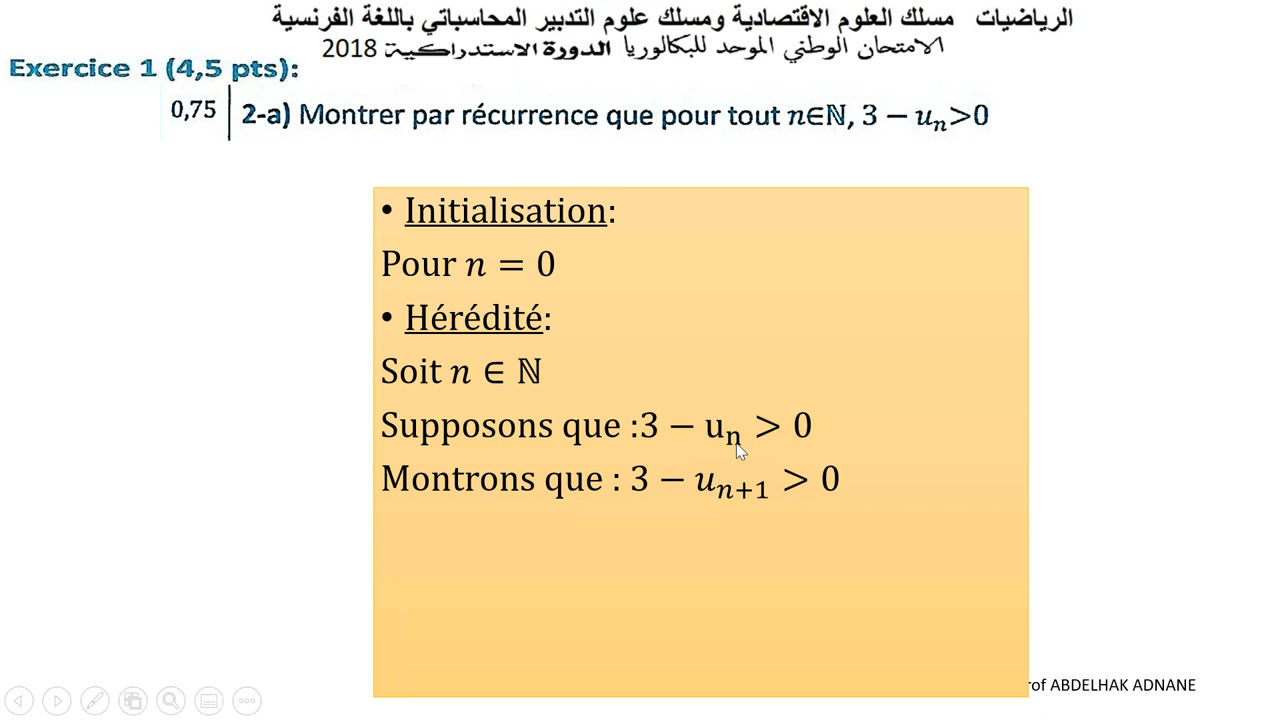 الرياضيات مسلك العلوم الاقتصادية ومسلك علوم التدبير المحاسباتي باللغة الفرنسية
الامتحان الوطني الموحد للبكالوريا الدورة الاستدراكية 2018
Exercice 1 (4,5 pts):
0,75 2-a) Montrer par récurrence que pour tout n∈ℕ, 3 − uₙ>0
• Initialisation:
Pour n = 0
• Hérédité:
Soit n ∈ ℕ
Supposons que :3 − uₙ > 0
Montrons que : 3 − uₙ₊₁ > 0
rof ABDELHAK ADNANE